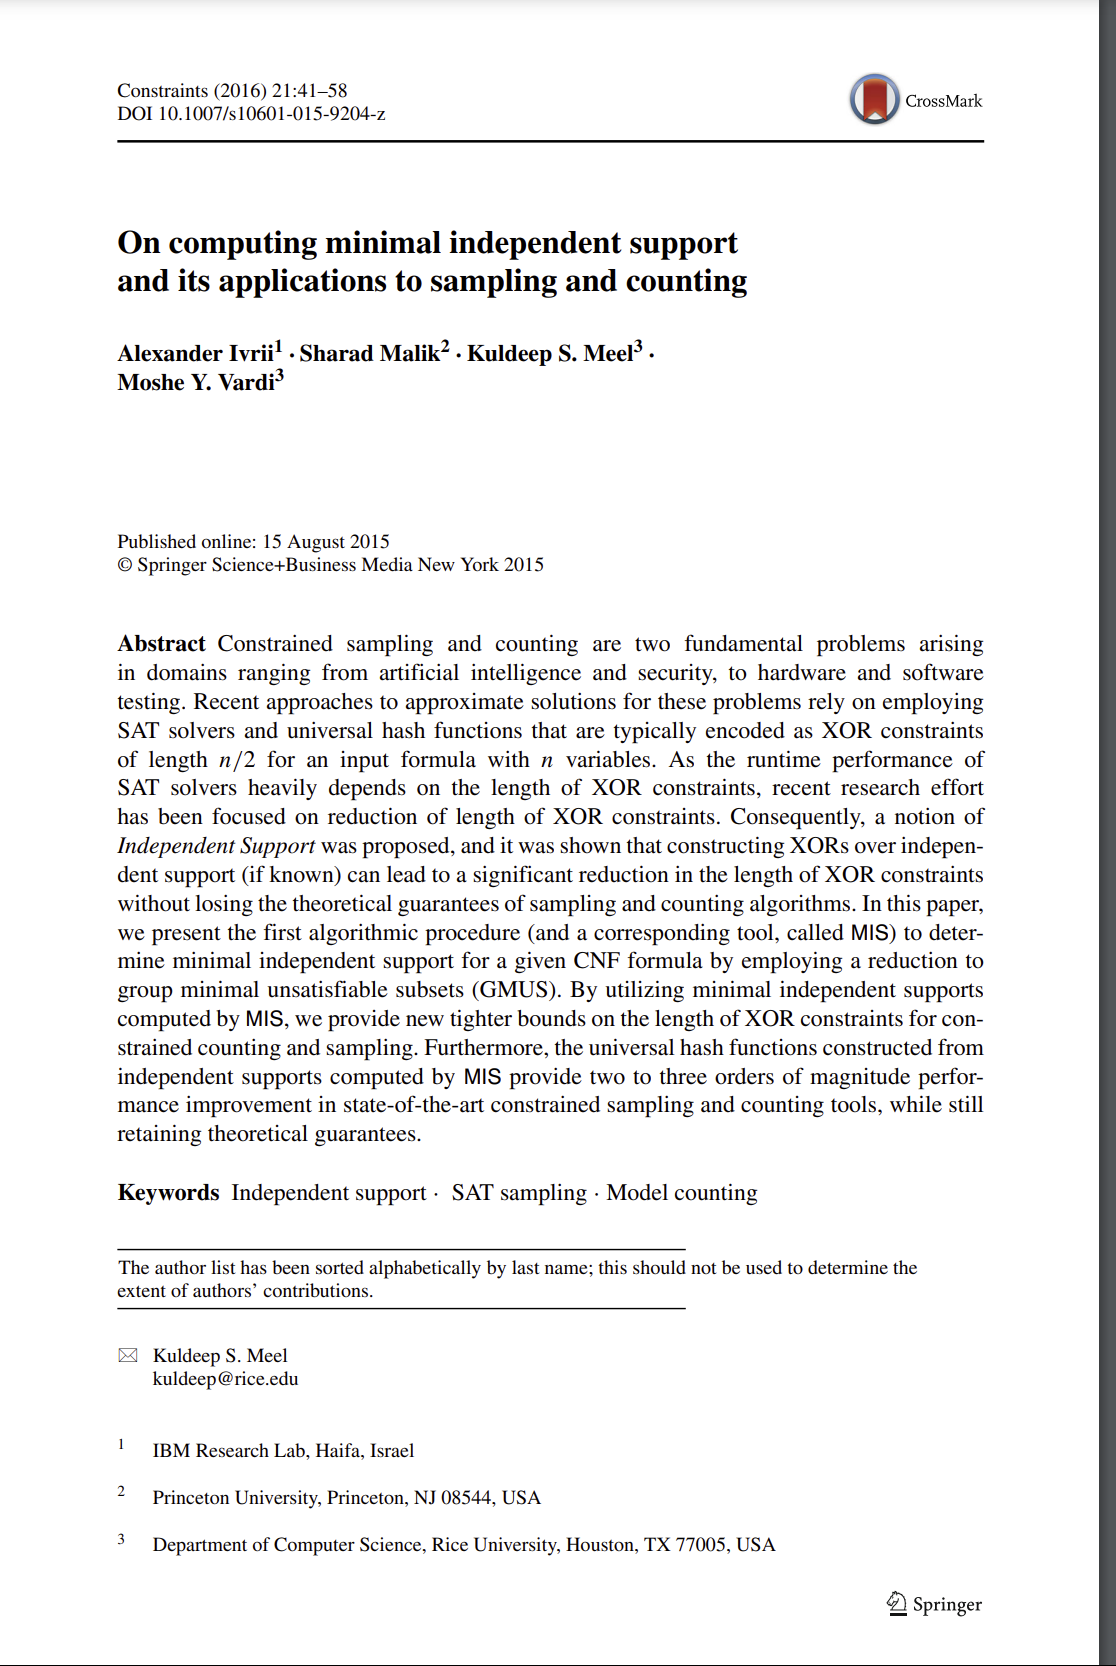 Constraints (2016) 21:41–58
DOI 10.1007/s10601-015-9204-z
CrossMark
On computing minimal independent support
and its applications to sampling and counting
Alexander Ivrii1 · Sharad Malik2 · Kuldeep S. Meel3 ·
Moshe Y. Vardi3
Published online: 15 August 2015
© Springer Science+Business Media New York 2015
Abstract Constrained sampling and counting are two fundamental problems arising
in domains ranging from artificial intelligence and security, to hardware and software
testing. Recent approaches to approximate solutions for these problems rely on employing
SAT solvers and universal hash functions that are typically encoded as XOR constraints
of length n/2 for an input formula with n variables. As the runtime performance of
SAT solvers heavily depends on the length of XOR constraints, recent research effort
has been focused on reduction of length of XOR constraints. Consequently, a notion of
Independent Support was proposed, and it was shown that constructing XORs over indepen-
dent support (if known) can lead to a significant reduction in the length of XOR constraints
without losing the theoretical guarantees of sampling and counting algorithms. In this paper,
we present the first algorithmic procedure (and a corresponding tool, called MIS) to deter-
mine minimal independent support for a given CNF formula by employing a reduction to
group minimal unsatisfiable subsets (GMUS). By utilizing minimal independent supports
computed by MIS, we provide new tighter bounds on the length of XOR constraints for con-
strained counting and sampling. Furthermore, the universal hash functions constructed from
independent supports computed by MIS provide two to three orders of magnitude perfor-
mance improvement in state-of-the-art constrained sampling and counting tools, while still
retaining theoretical guarantees.
Keywords Independent support · SAT sampling · Model counting
The author list has been sorted alphabetically by last name; this should not be used to determine the
extent of authors’ contributions.
Kuldeep S. Meel
kuldeep@rice.edu
1 IBM Research Lab, Haifa, Israel
2 Princeton University, Princeton, NJ 08544, USA
3 Department of Computer Science, Rice University, Houston, TX 77005, USA
Springer